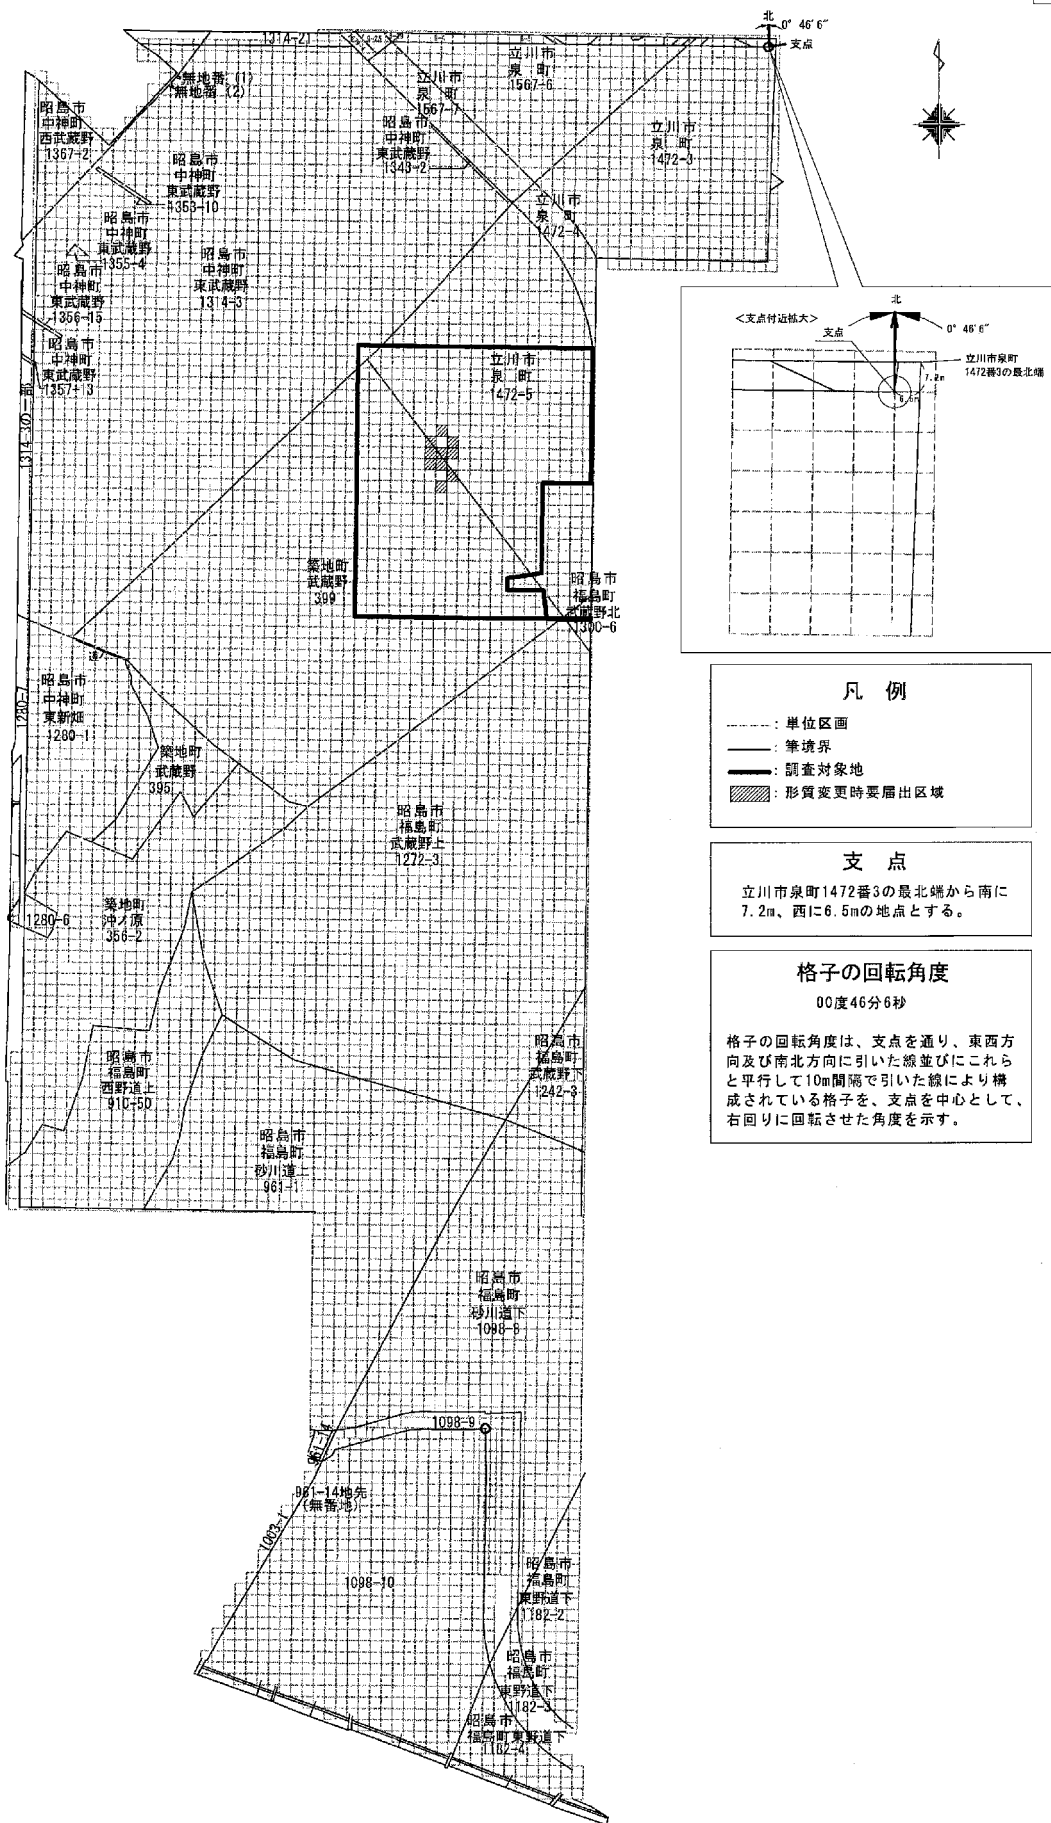 北
0° 46′6″
支点
1314-21
無地番 (1)
無地番 (2)
立川市
泉 町
1567-6
立川市
泉 町
1567-7
昭島市
中神町
西武蔵野
1367-2
昭島市
中神町
東武蔵野
1343-2
立川市
泉 町
1472-3
昭島市
中神町
東武蔵野
1353-10
立川市
泉 町
1472-4
昭島市
中神町
東武蔵野
1355-4
昭島市
中神町
東武蔵野
1314-3
昭島市
中神町
東武蔵野
1356-15
昭島市
中神町
東武蔵野
1357-13
1314-3の一部
立川市
泉 町
1472-5
北
<支点付近拡大>
支点
0° 46′6″
立川市泉町
1472番3の最北端
7.2m
6.5m
築地町
武蔵野
399
昭島市
福島町
武蔵野北
1300-6
道
1280-7
昭島市
中神町
東新畑
1280-1
築地町
武蔵野
395
昭島市
福島町
武蔵野上
1272-3
凡 例
: 単位区画
: 筆境界
: 調査対象地
: 形質変更時要届出区域
支 点
立川市泉町1472番3の最北端から南に
7.2m、西に6.5mの地点とする。
格子の回転角度
00度46分6秒
格子の回転角度は、支点を通り、東西方
向及び南北方向に引いた線並びにこれら
と平行して10m間隔で引いた線により構
成されている格子を、支点を中心として、
右回りに回転させた角度を示す。
1280-6
築地町
沖ノ原
356-2
昭島市
福島町
西野道上
910-50
昭島市
福島町
武蔵野下
1242-3
昭島市
福島町
砂川道上
961-1
昭島市
福島町
砂川道下
1098-8
1098-9
961-14
961-14地先
(無番地)
1003-1
1098-10
昭島市
福島町
東野道下
1182-2
昭島市
福島町
東野道下
1182-3
昭島市
福島町東野道下
1182-4